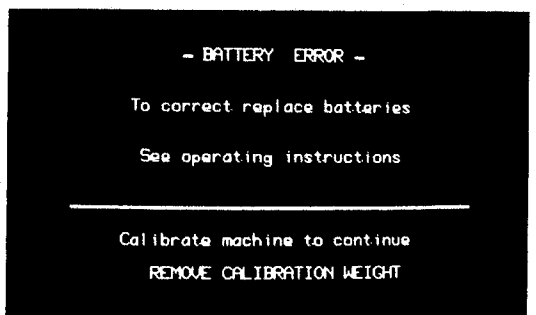 - BATTERY ERROR -
To correct replace batteries
See operating instructions
Calibrate machine to continue
REMOVE CALIBRATION WEIGHT